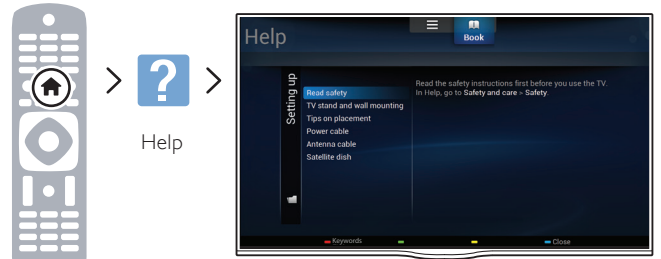 Help
Help
Book
Setting up
Read safety
TV stand and wall mounting
Tips on placement
Power cable
Antenna cable
Satellite dish
Read the safety instructions first before you use the TV.
In Help, go to Safety and care > Safety.
Keywords
Close